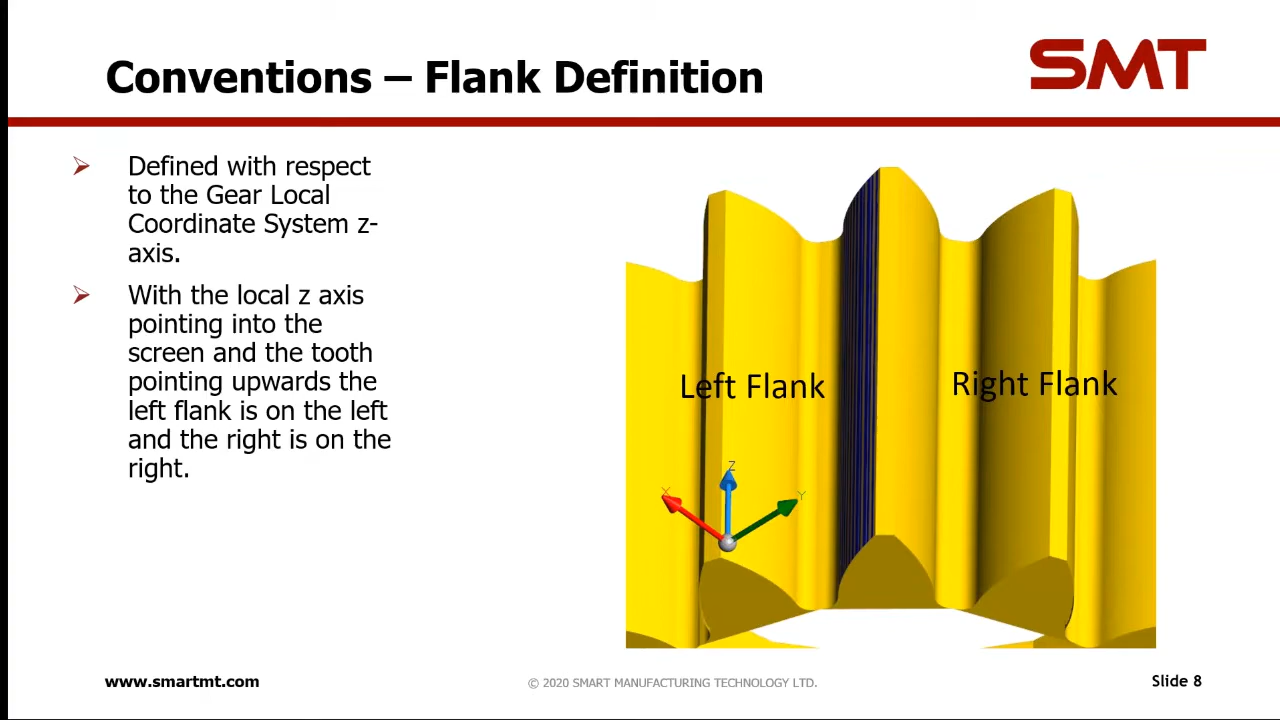 Conventions – Flank Definition
SMT
➢ Defined with respect
to the Gear Local
Coordinate System z-
axis.
➢ With the local z axis
pointing into the
screen and the tooth
pointing upwards the
left flank is on the left
and the right is on the
right.
Left Flank
Right Flank
Z
X
Y
www.smartmt.com
© 2020 SMART MANUFACTURING TECHNOLOGY LTD.
Slide 8